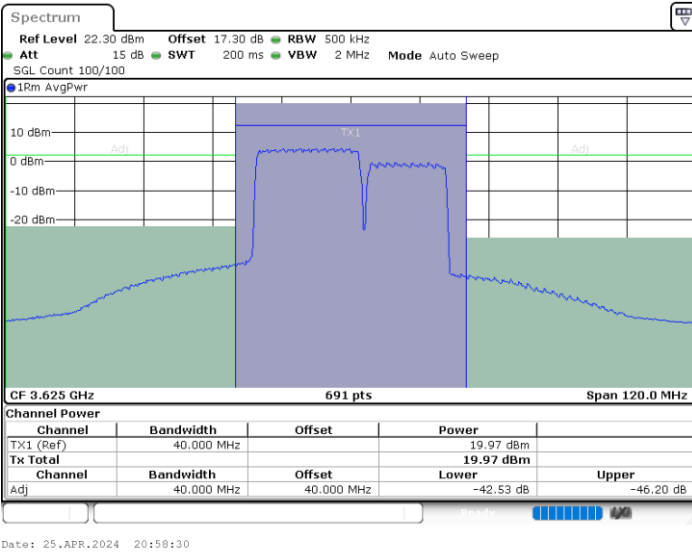 Spectrum
Ref Level 22.30 dBm Offset 17.30 dB RBW 500 kHz
Att 15 dB SWT 200 ms VBW 2 MHz Mode Auto Sweep
SGL Count 100/100
1Rm AvgPwr
10 dBm
TX1
Adj
Adj
0 dBm
-10 dBm
-20 dBm
CF 3.625 GHz 691 pts Span 120.0 MHz
Channel Power
Channel Bandwidth Offset Power
TX1 (Ref) 40.000 MHz 19.97 dBm
Tx Total 19.97 dBm
Channel Bandwidth Offset Lower Upper
Adj 40.000 MHz 40.000 MHz -42.53 dB -46.20 dB
Date: 25.APR.2024 20:58:30